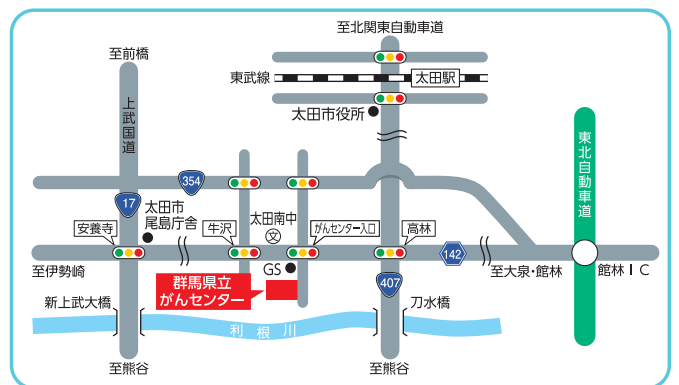 至北関東自動車道
至前橋
東武線
太田駅
太田市役所
上武国道
東北自動車道
354
17
太田市
尾島庁舎
安養寺
牛沢
太田南中
文
がんセンター入口
高林
142
至伊勢崎
GS
至大泉・館林
館林IC
群馬県立
がんセンター
407
新上武大橋
刀水橋
利根川
至熊谷
至熊谷